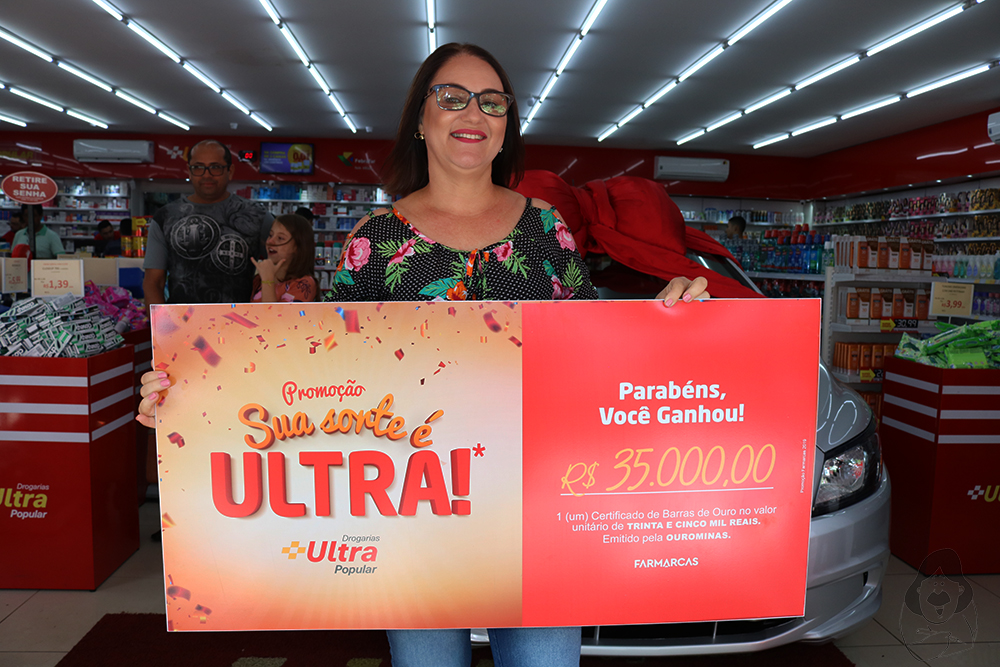 RETIRE SUA
SENHA
R$1,39
Drogarias
Ultra
Popular
Promoção
Sua sorte é
ULTRA!*
Drogarias
Ultra
Popular
Parabéns,
Você Ganhou!
R$ 35.000,00
1 (um) Certificado de Barras de Ouro no valor
unitário de TRINTA E CINCO MIL REAIS.
Emitido pela OUROMINAS.
FARMARCAS
R$3,99